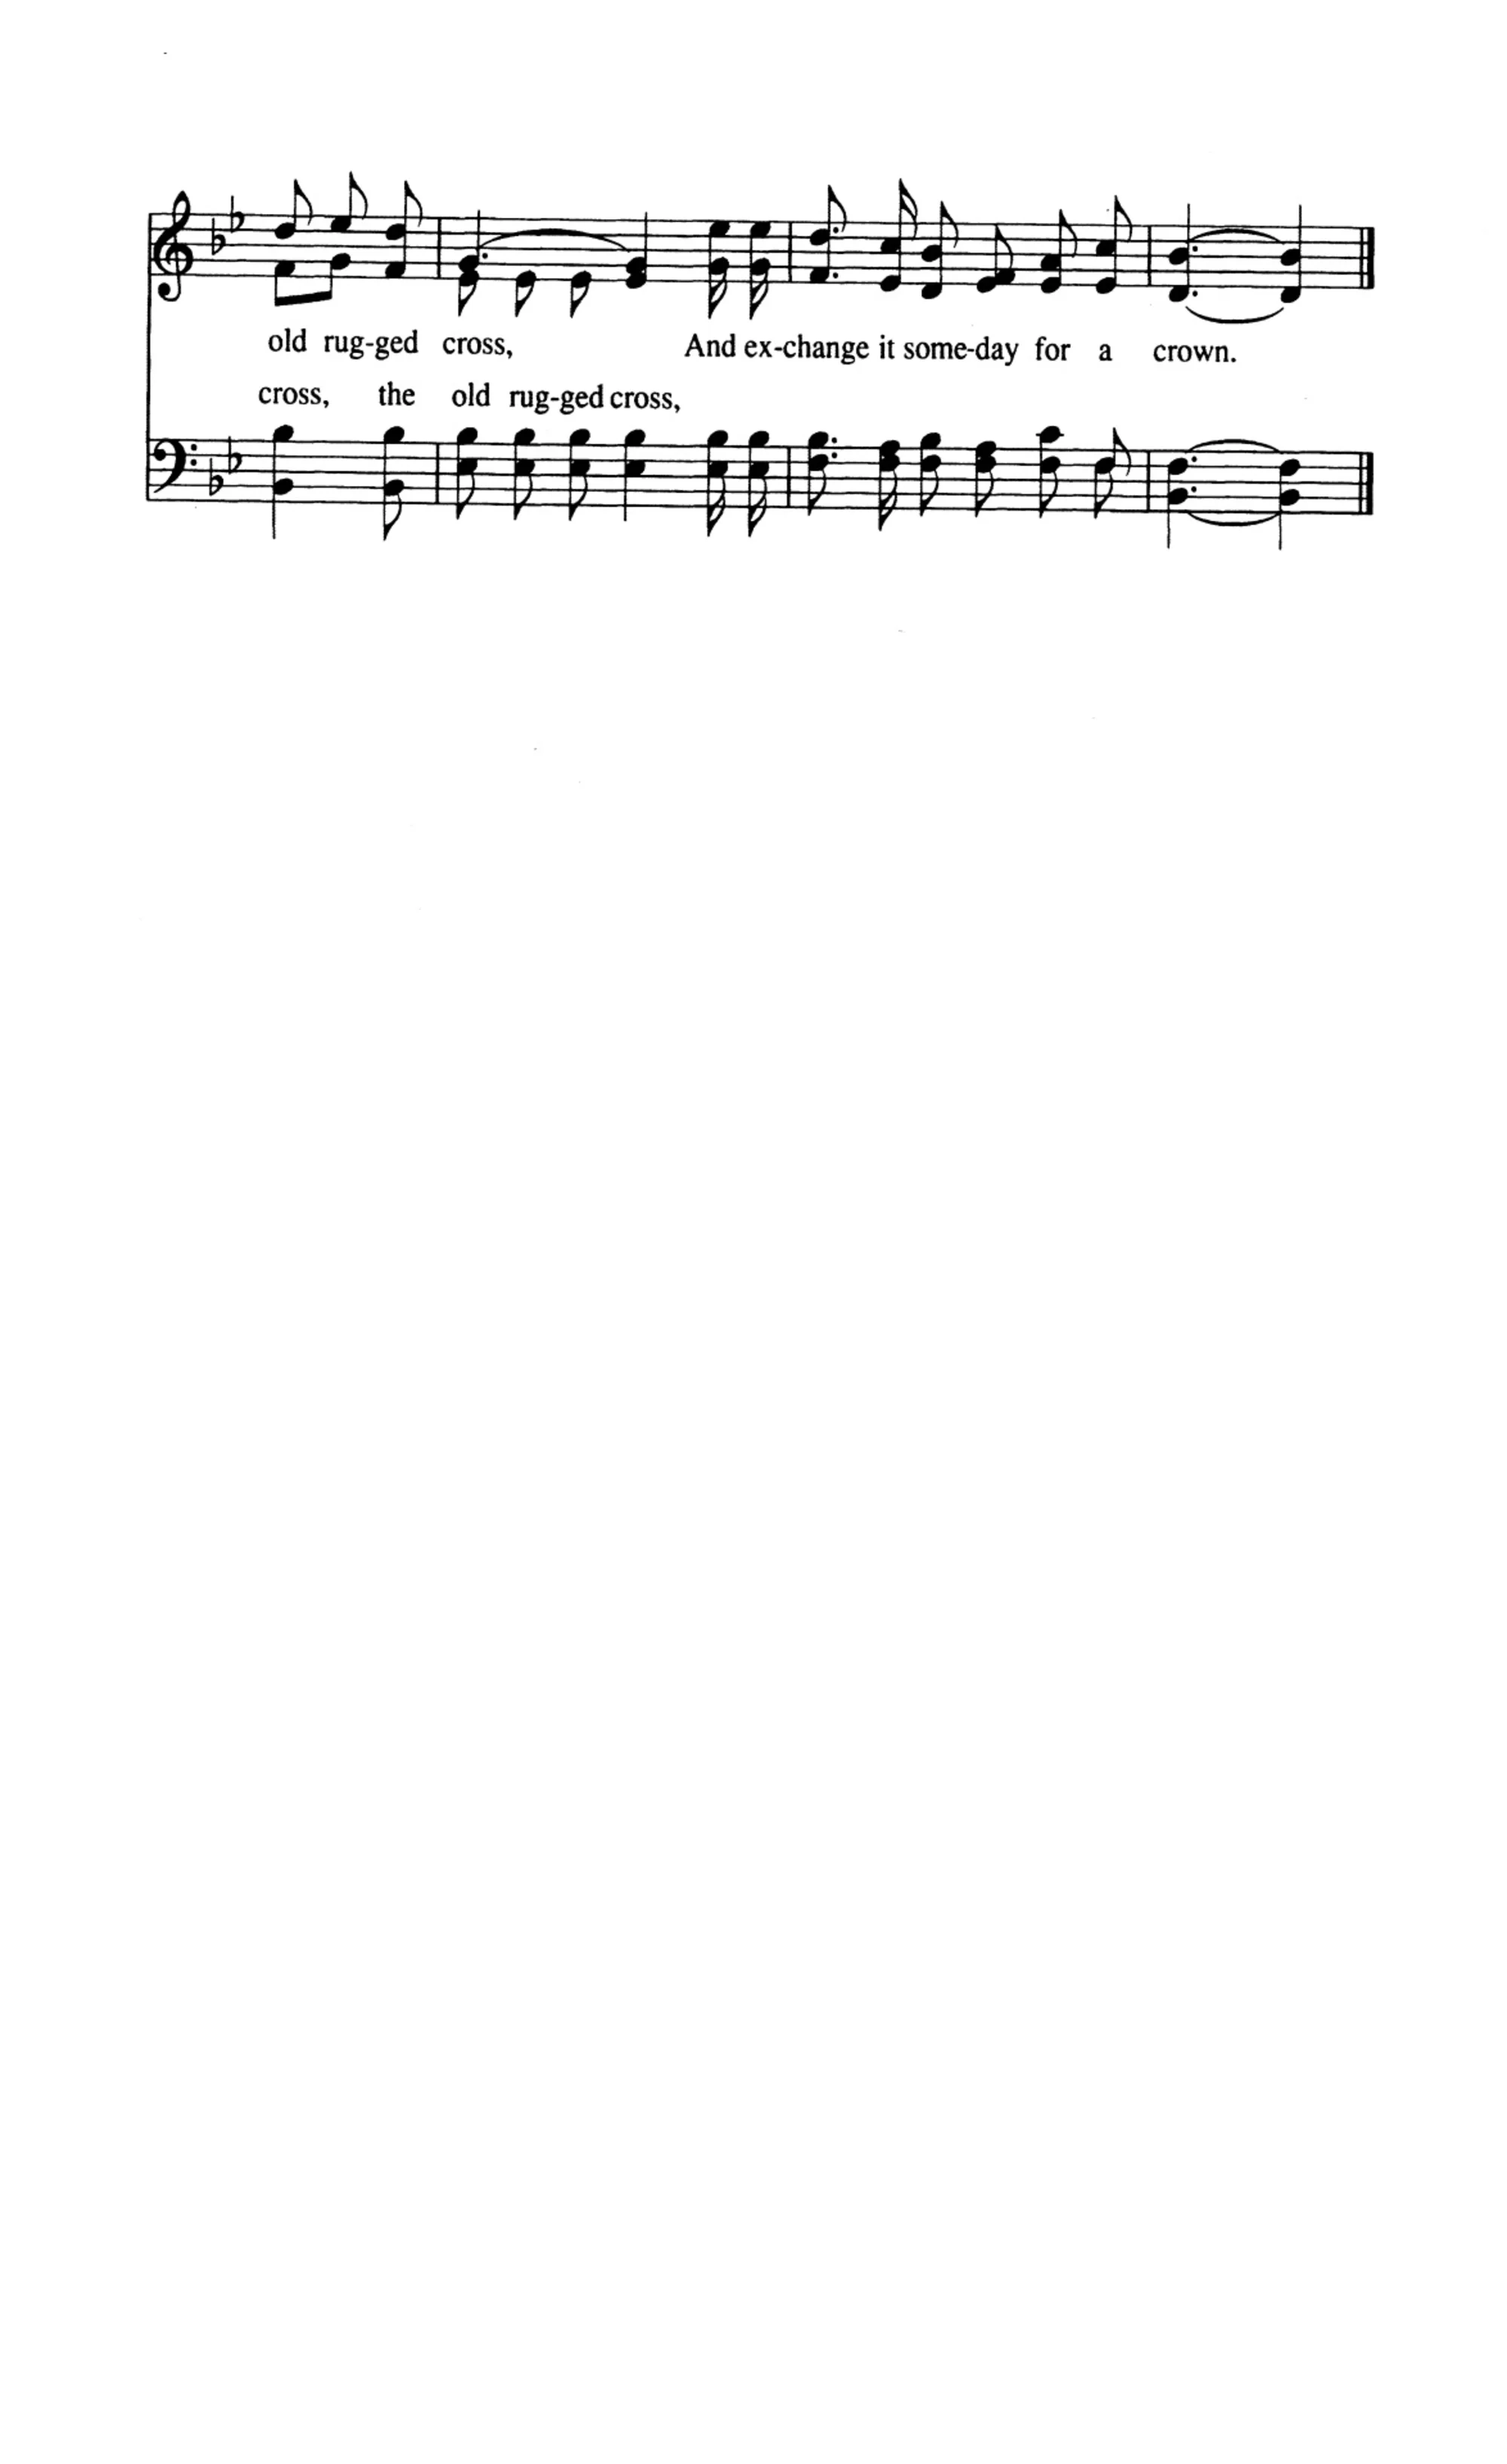 old rug-ged cross, And ex-change it some-day for a crown.
cross, the old rug-ged cross,